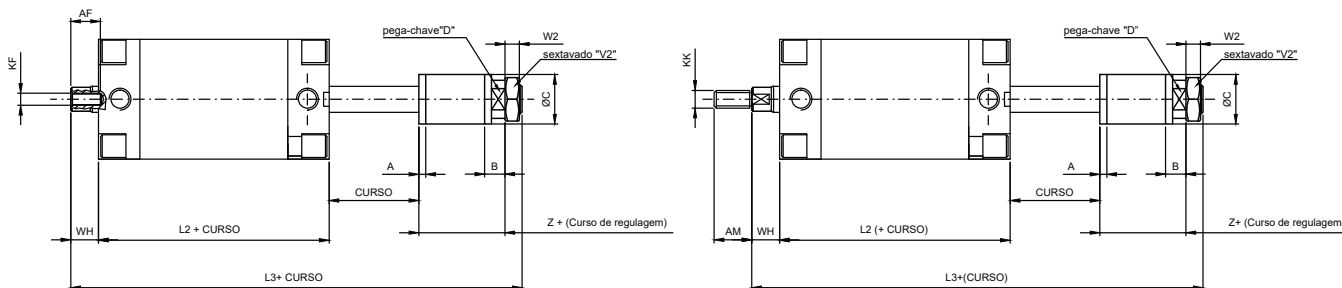 AF
KF
pega-chave"D"
W2
sextavado "V2"
ØC
A
B
CURSO
WH
L2 + CURSO
Z + (Curso de regulagem)
L3+ CURSO
KK
pega-chave "D"
W2
sextavado "V2"
ØC
A
B
CURSO
AM
WH
L2 (+ CURSO)
Z+ (Curso de regulagem
L3+(CURSO)